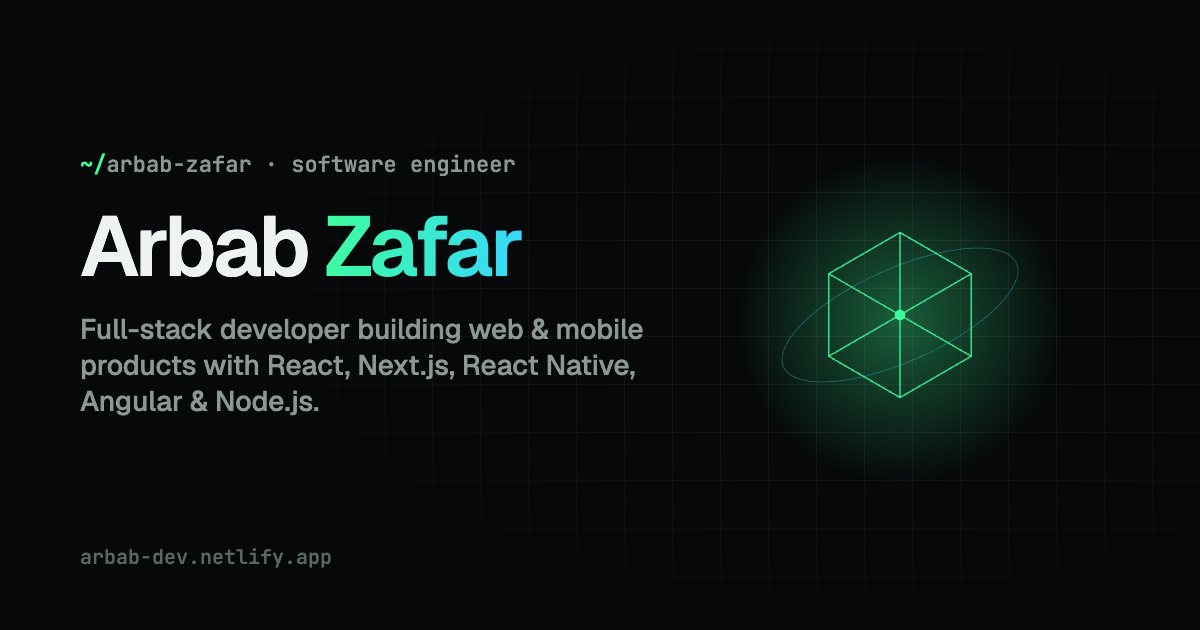 ~/arbab-zafar · software engineer
Arbab Zafar
Full-stack developer building web & mobile
products with React, Next.js, React Native,
Angular & Node.js.
arbab-dev.netlify.app